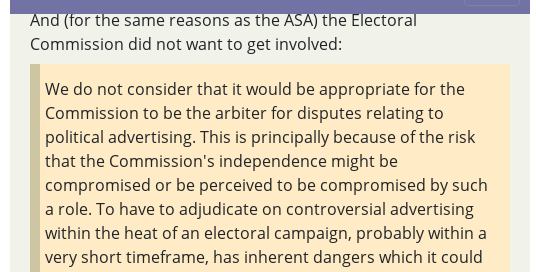 And (for the same reasons as the ASA) the Electoral
Commission did not want to get involved:
We do not consider that it would be appropriate for the
Commission to be the arbiter for disputes relating to
political advertising. This is principally because of the risk
that the Commission's independence might be
compromised or be perceived to be compromised by such
a role. To have to adjudicate on controversial advertising
within the heat of an electoral campaign, probably within a
very short timeframe, has inherent dangers which it could